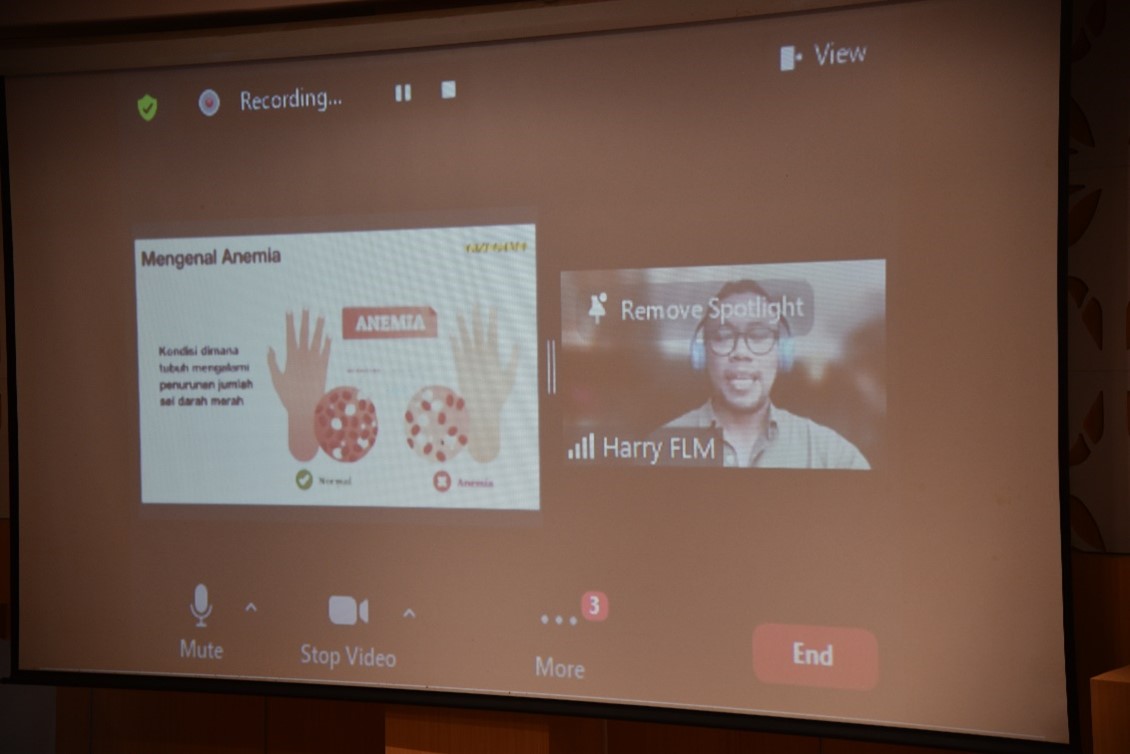 Recording...
View
Mengenal Anemia
ANEMIA
Kondisi dimana
tubuh mengalami
penurunan jumlah
sel darah merah
Normal
Anemia
Remove Spotlight
Harry FLM
3
Mute
Stop Video
More
End